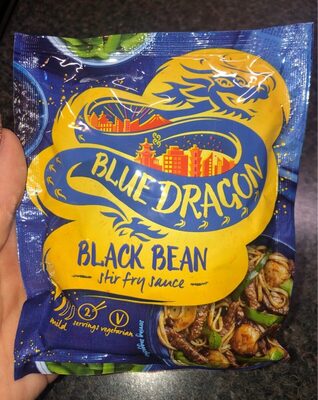 BLUE DRAGON
BLACK BEAN
stir fry sauce
mild
2
servings
V
vegetarian